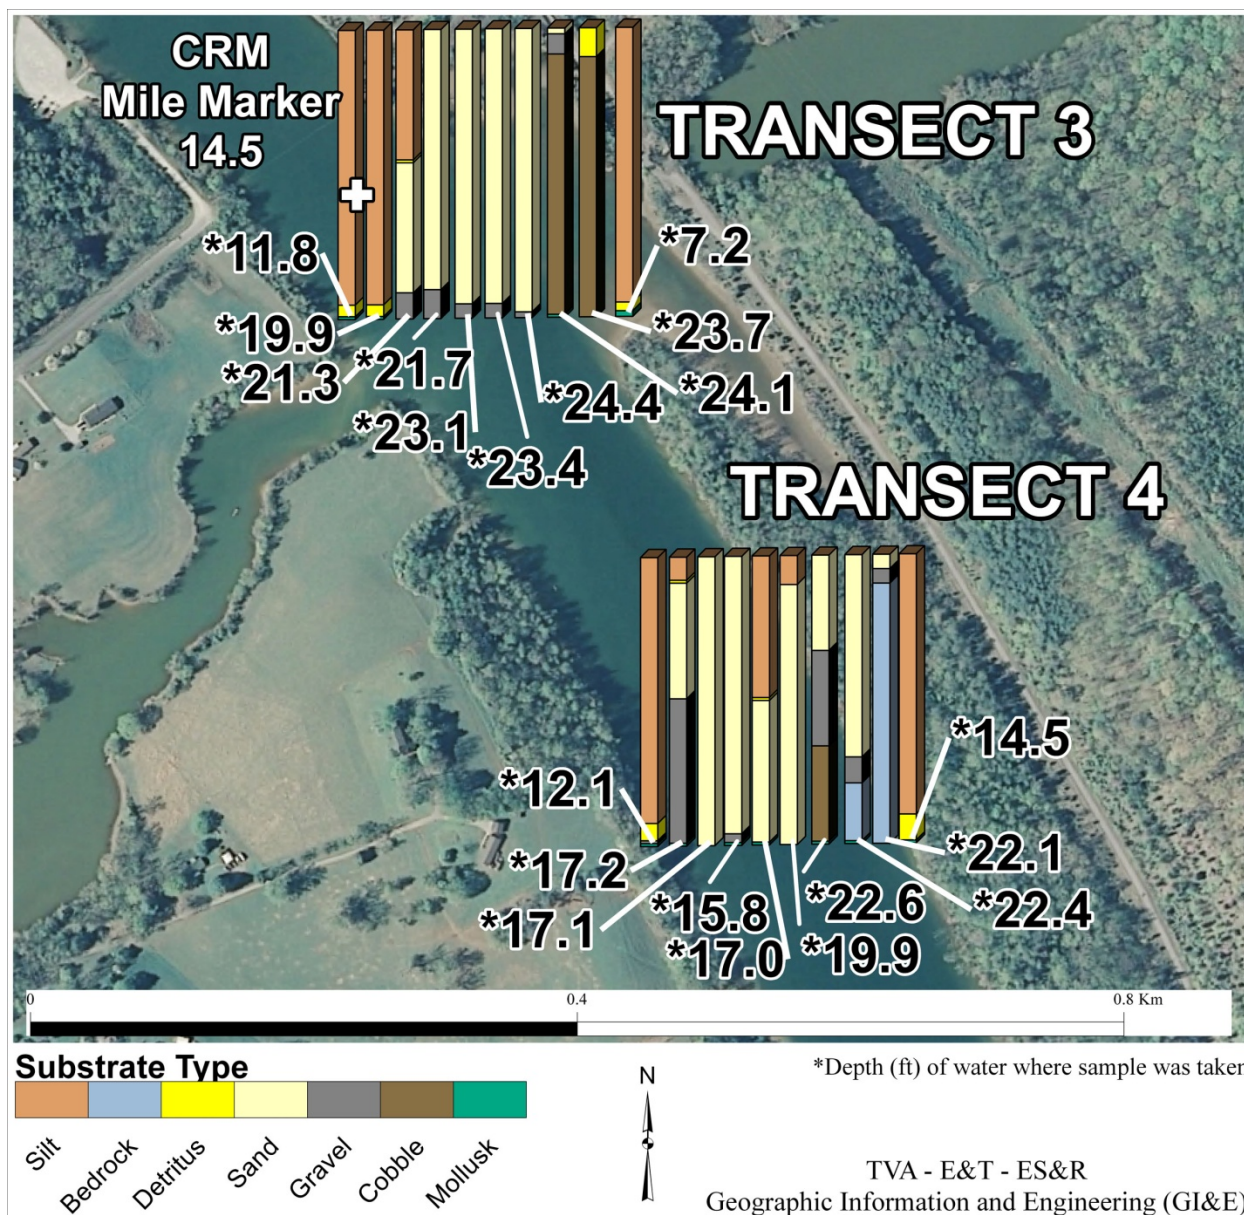 CRM
Mile Marker
14.5
TRANSECT 3
*11.8
*7.2
*19.9
*23.7
*21.3
*21.7
*24.4
*24.1
*23.1
*23.4
TRANSECT 4
*14.5
*12.1
*17.2
*22.1
*17.1
*15.8
*22.6
*22.4
*17.0
*19.9
0 0.4 0.8 Km
Substrate Type
*Depth (ft) of water where sample was taken
Silt
Bedrock
Detritus
Sand
Gravel
Cobble
Mollusk
N
TVA - E&T - ES&R
Geographic Information and Engineering (GI&E)